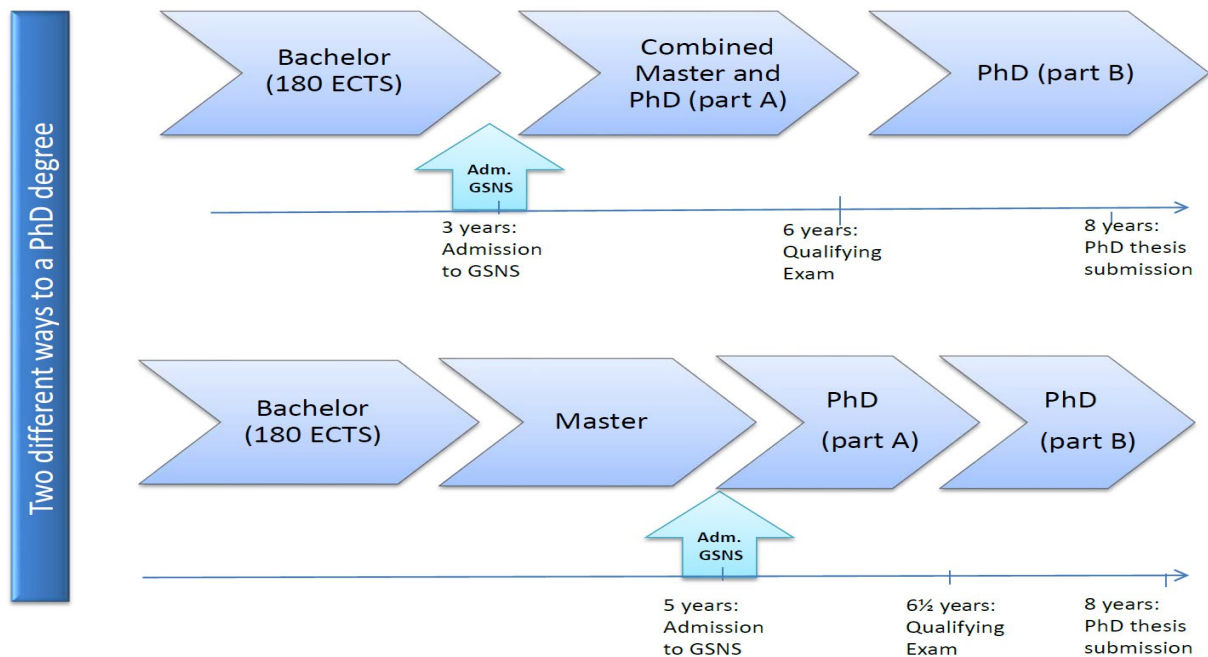 Two different ways to a PhD degree
Bachelor
(180 ECTS)
Combined
Master and
PhD (part A)
PhD (part B)
Adm.
GSNS
3 years:
Admission
to GSNS
6 years:
Qualifying
Exam
8 years:
PhD thesis
submission
Bachelor
(180 ECTS)
Master
PhD
(part A)
PhD
(part B)
Adm.
GSNS
5 years:
Admission
to GSNS
6½ years:
Qualifying
Exam
8 years:
PhD thesis
submission